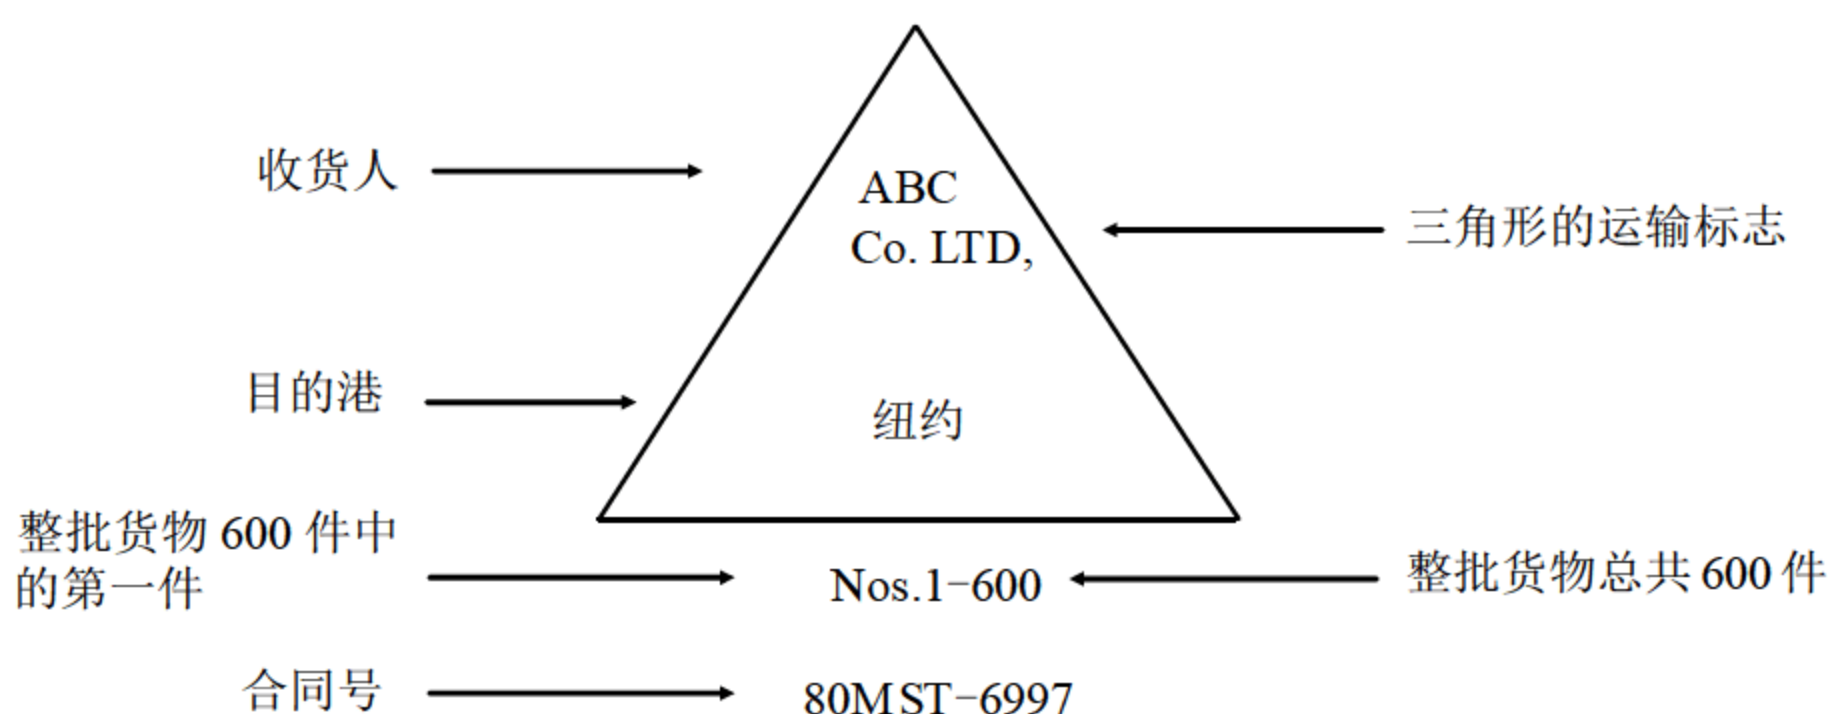 收货人
ABC
Co. LTD,
三角形的运输标志
目的港
纽约
整批货物 600 件中
的第一件
Nos.1-600
整批货物总共 600 件
合同号
80MST-6997